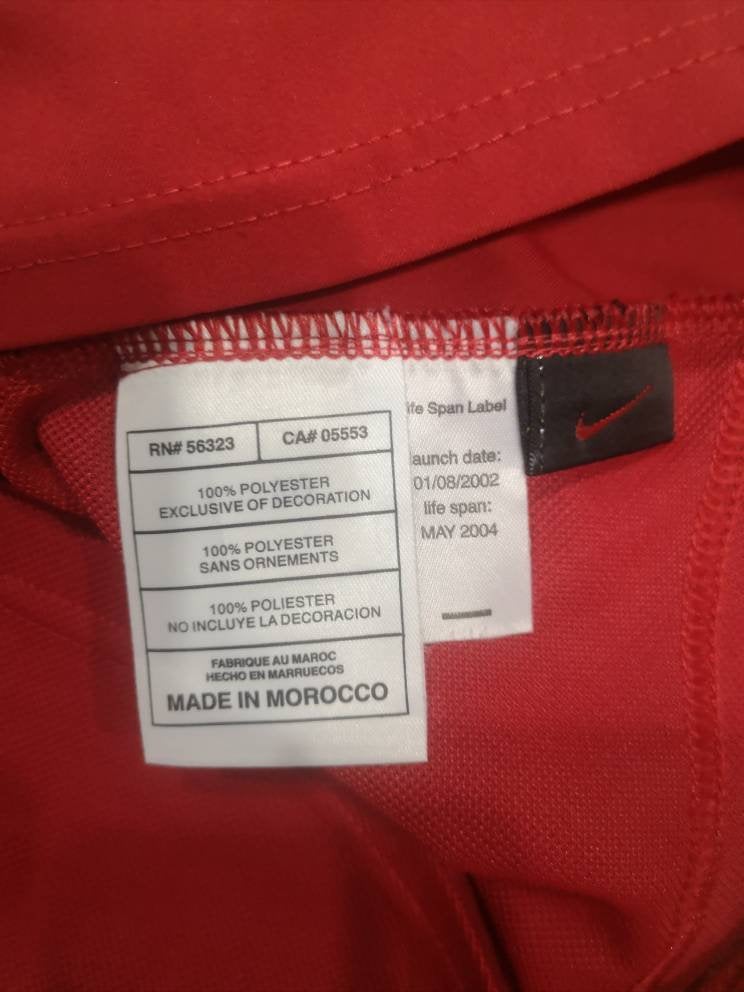 RN# 56323 CA# 05553
100% POLYESTER
EXCLUSIVE OF DECORATION
100% POLYESTER
SANS ORNEMENTS
100% POLIESTER
NO INCLUYE LA DECORACION
FABRIQUE AU MAROC
HECHO EN MARRUECOS
MADE IN MOROCCO
ife Span Label
aunch date:
01/08/2002
life span:
MAY 2004